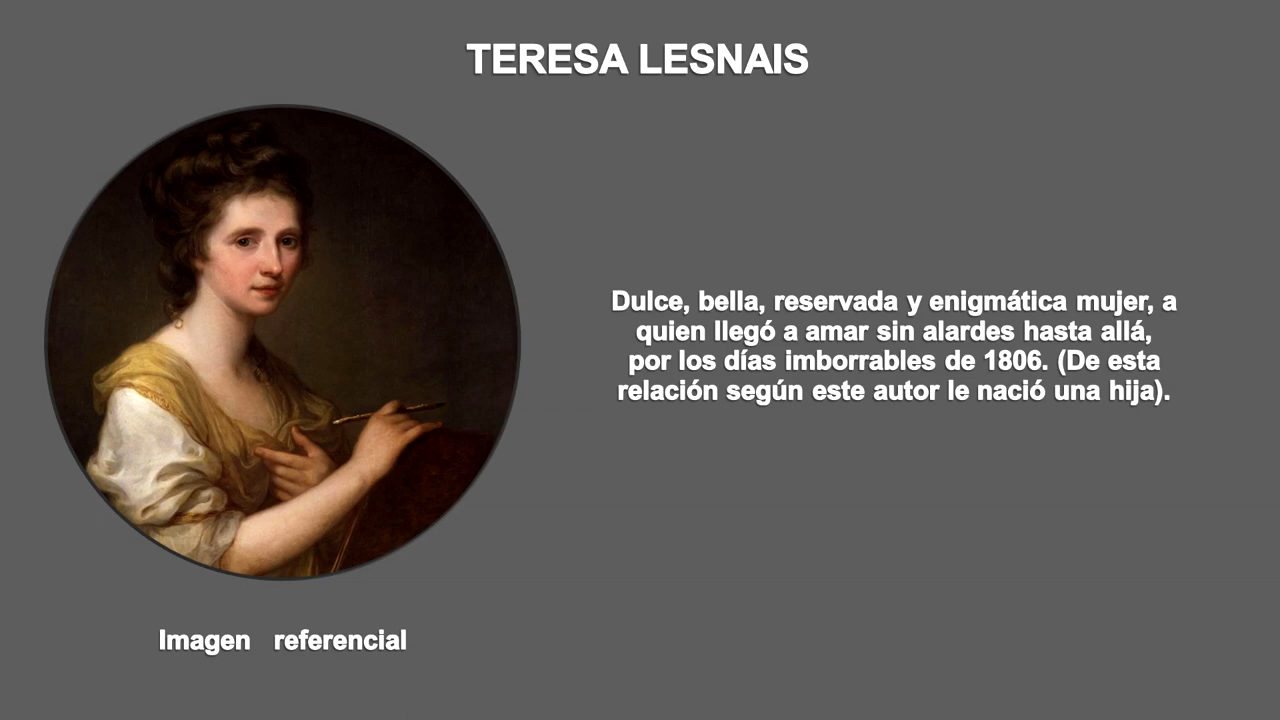 TERESA LESNAIS
Dulce, bella, reservada y enigmática mujer, a
quien llegó a amar sin alardes hasta allá,
por los días imborrables de 1806. (De esta
relación según este autor le nació una hija).
Imagen referencial